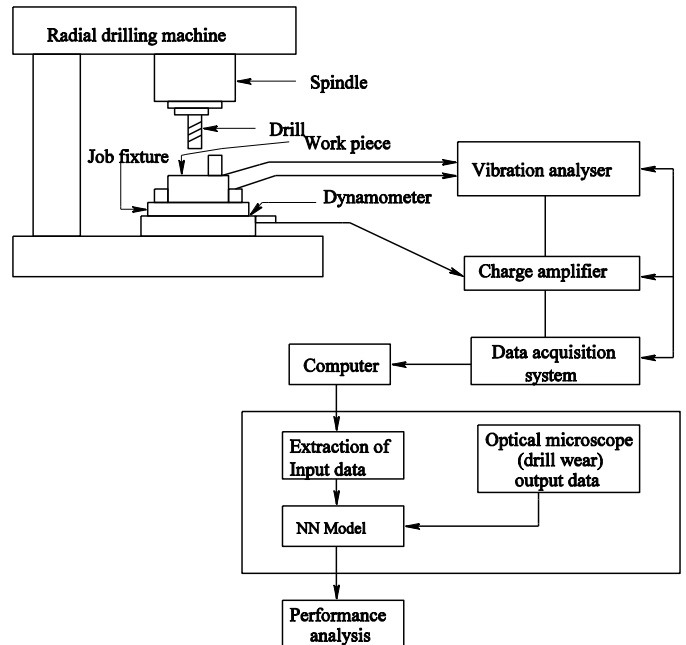 Radial drilling machine
Spindle
Drill
Work piece
Job fixture
Vibration analyser
Dynamometer
Charge amplifier
Data acquisition
system
Computer
Extraction of
Input data
Optical microscope
(drill wear)
output data
NN Model
Performance
analysis